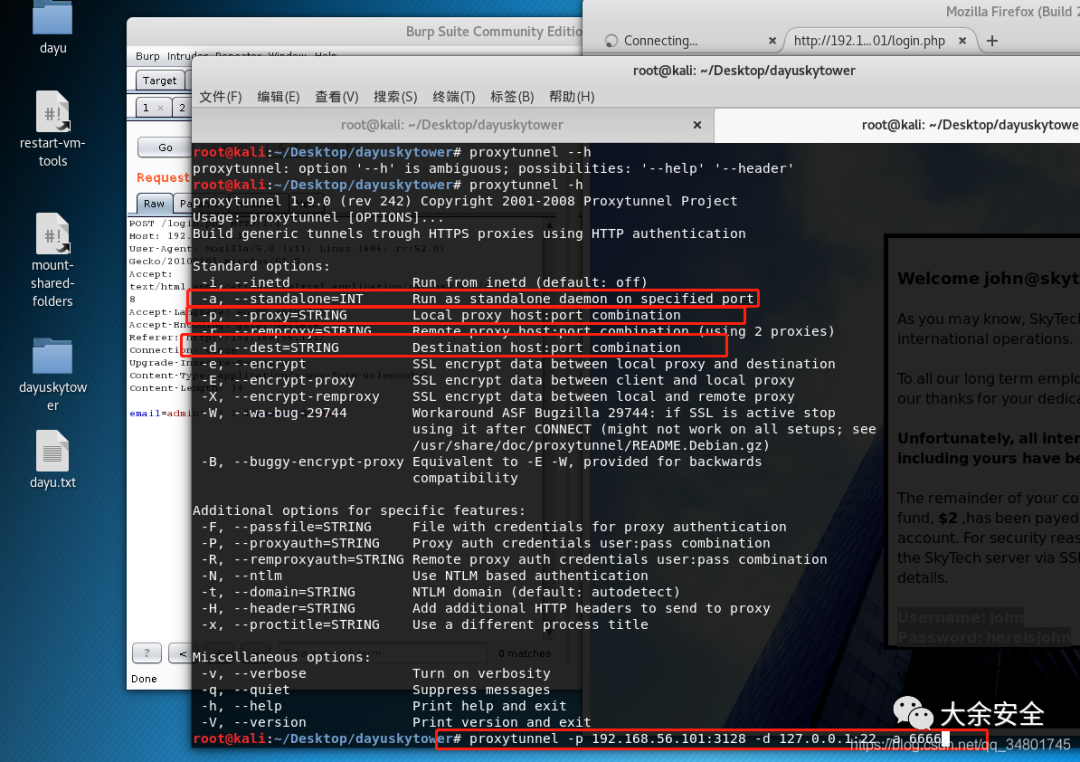 dayu
restart-vm-
tools
mount-
shared-
folders
dayuskytow
er
dayu.txt
Burp Suite Community Editio
Burp Intruder Repeater Window Help
Target
1 × 2
Go
Request
Raw Pa
POST /login
Host: 192.
User-Agent: Mozilla/5.0 (X11; Linux i686; rv:52.0)
Gecko/20100101
Accept:
8
Accept-Lan
Accept-En
Referer:
Connection:
Upgrade-In
Content-Ty
Content-Len
email=admin
? < 0 matches
Done
Mozilla Firefox (Build 2
Connecting... × http://192.1...01/login.php × +
root@kali: ~/Desktop/dayuskytower
文件(F) 编辑(E) 查看(V) 搜索(S) 终端(T) 标签(B) 帮助(H)
root@kali: ~/Desktop/dayuskytower × root@kali: ~/Desktop/dayuskytowe
root@kali:~/Desktop/dayuskytower# proxytunnel --h
proxytunnel: option '--h' is ambiguous; possibilities: '--help' '--header'
root@kali:~/Desktop/dayuskytower# proxytunnel -h
proxytunnel 1.9.0 (rev 242) Copyright 2001-2008 Proxytunnel Project
Usage: proxytunnel [OPTIONS]...
Build generic tunnels trough HTTPS proxies using HTTP authentication
Standard options:
-i, --inetd Run from inetd (default: off)
-a, --standalone=INT Run as standalone daemon on specified port
-p, --proxy=STRING Local proxy host:port combination
-r, --remproxy=STRING Remote proxy host:port combination (using 2 proxies)
-d, --dest=STRING Destination host:port combination
-e, --encrypt SSL encrypt data between local proxy and destination
-E, --encrypt-proxy SSL encrypt data between client and local proxy
-X, --encrypt-remproxy SSL encrypt data between local and remote proxy
-W, --wa-bug-29744 Workaround ASF Bugzilla 29744: if SSL is active stop
using it after CONNECT (might not work on all setups; see
/usr/share/doc/proxytunnel/README.Debian.gz)
-B, --buggy-encrypt-proxy Equivalent to -E -W, provided for backwards
compatibility
Additional options for specific features:
-F, --passfile=STRING File with credentials for proxy authentication
-P, --proxyauth=STRING Proxy auth credentials user:pass combination
-R, --remproxyauth=STRING Remote proxy auth credentials user:pass combination
-N, --ntlm Use NTLM based authentication
-t, --domain=STRING NTLM domain (default: autodetect)
-H, --header=STRING Add additional HTTP headers to send to proxy
-x, --proctitle=STRING Use a different process title
Miscellaneous options:
-v, --verbose Turn on verbosity
-q, --quiet Suppress messages
-h, --help Print help and exit
-V, --version Print version and exit
root@kali:~/Desktop/dayuskytower# proxytunnel -p 192.168.56.101:3128 -d 127.0.0.1:22 -a 6666
Welcome john@skyt
As you may know, SkyTec
international operations.
To all our long term emplo
our thanks for your dedica
Unfortunately, all inter
including yours have be
The remainder of your co
fund, $2 ,has been payed
account. For security reas
the SkyTech server via SSH
details.
Username: john
Password: hereisjohn
大余安全
https://blog.csdn.net/qq_34801745